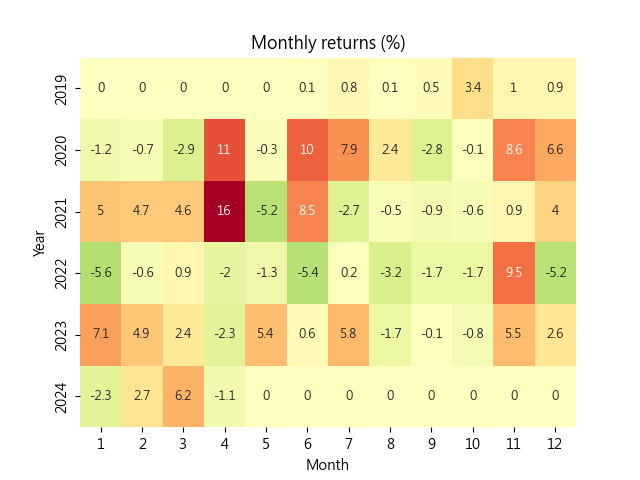 Monthly returns (%)
2019 0 0 0 0 0 0.1 0.8 0.1 0.5 3.4 1 0.9
2020 -1.2 -0.7 -2.9 11 -0.3 10 7.9 2.4 -2.8 -0.1 8.6 6.6
2021 5 4.7 4.6 16 -5.2 8.5 -2.7 -0.5 -0.9 -0.6 0.9 4
Year
2022 -5.6 -0.6 0.9 -2 -1.3 -5.4 0.2 -3.2 -1.7 -1.7 9.5 -5.2
2023 7.1 4.9 2.4 -2.3 5.4 0.6 5.8 -1.7 -0.1 -0.8 5.5 2.6
2024 -2.3 2.7 6.2 -1.1 0 0 0 0 0 0 0 0
1 2 3 4 5 6 7 8 9 10 11 12
Month